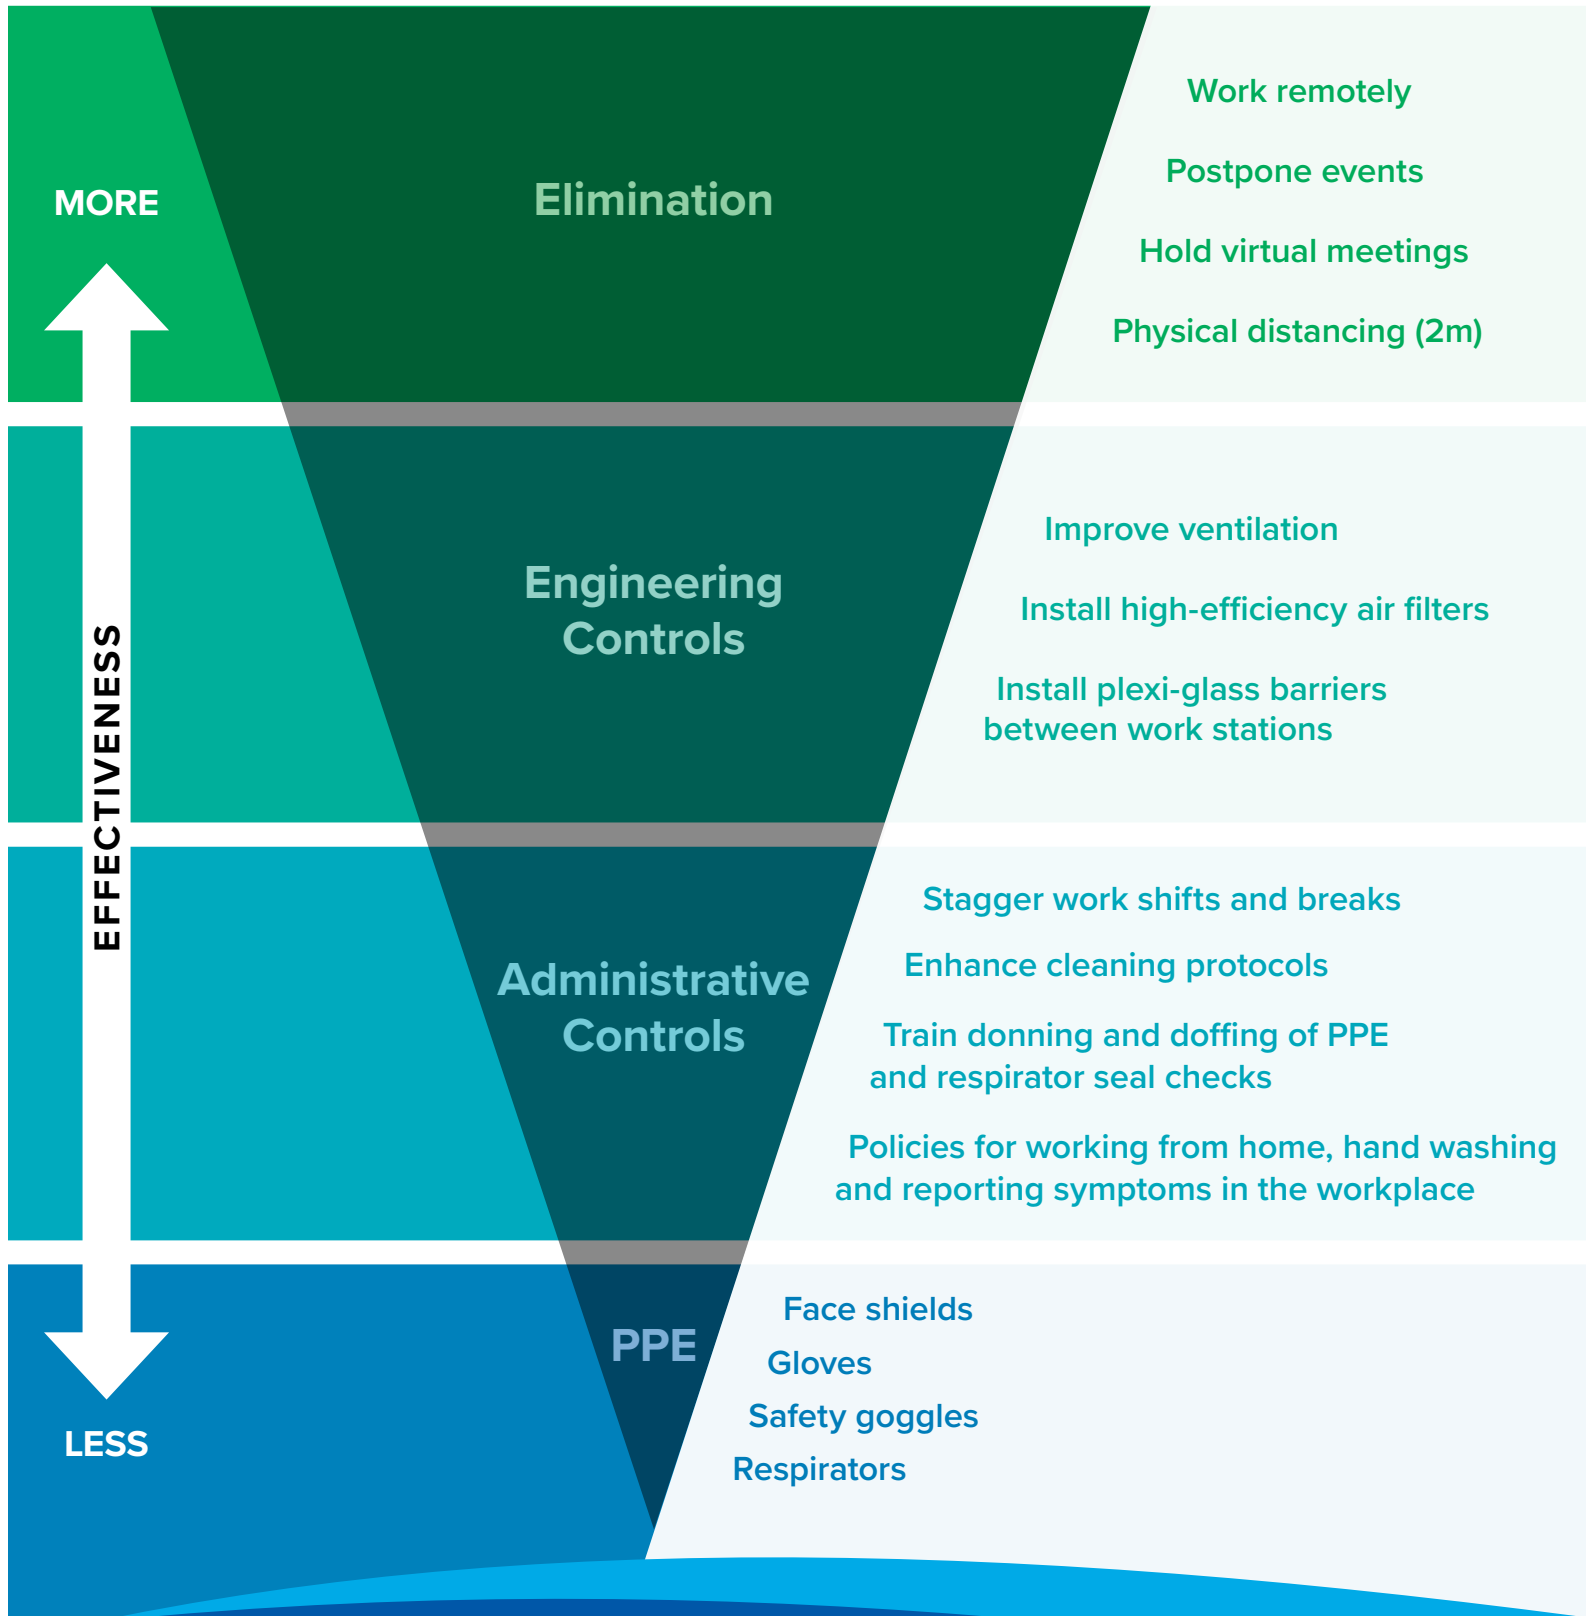 MORE
EFFECTIVENESS
LESS
Elimination
Work remotely
Postpone events
Hold virtual meetings
Physical distancing (2m)
Engineering
Controls
Improve ventilation
Install high-efficiency air filters
Install plexi-glass barriers
between work stations
Administrative
Controls
Stagger work shifts and breaks
Enhance cleaning protocols
Train donning and doffing of PPE
and respirator seal checks
Policies for working from home, hand washing
and reporting symptoms in the workplace
PPE
Face shields
Gloves
Safety goggles
Respirators